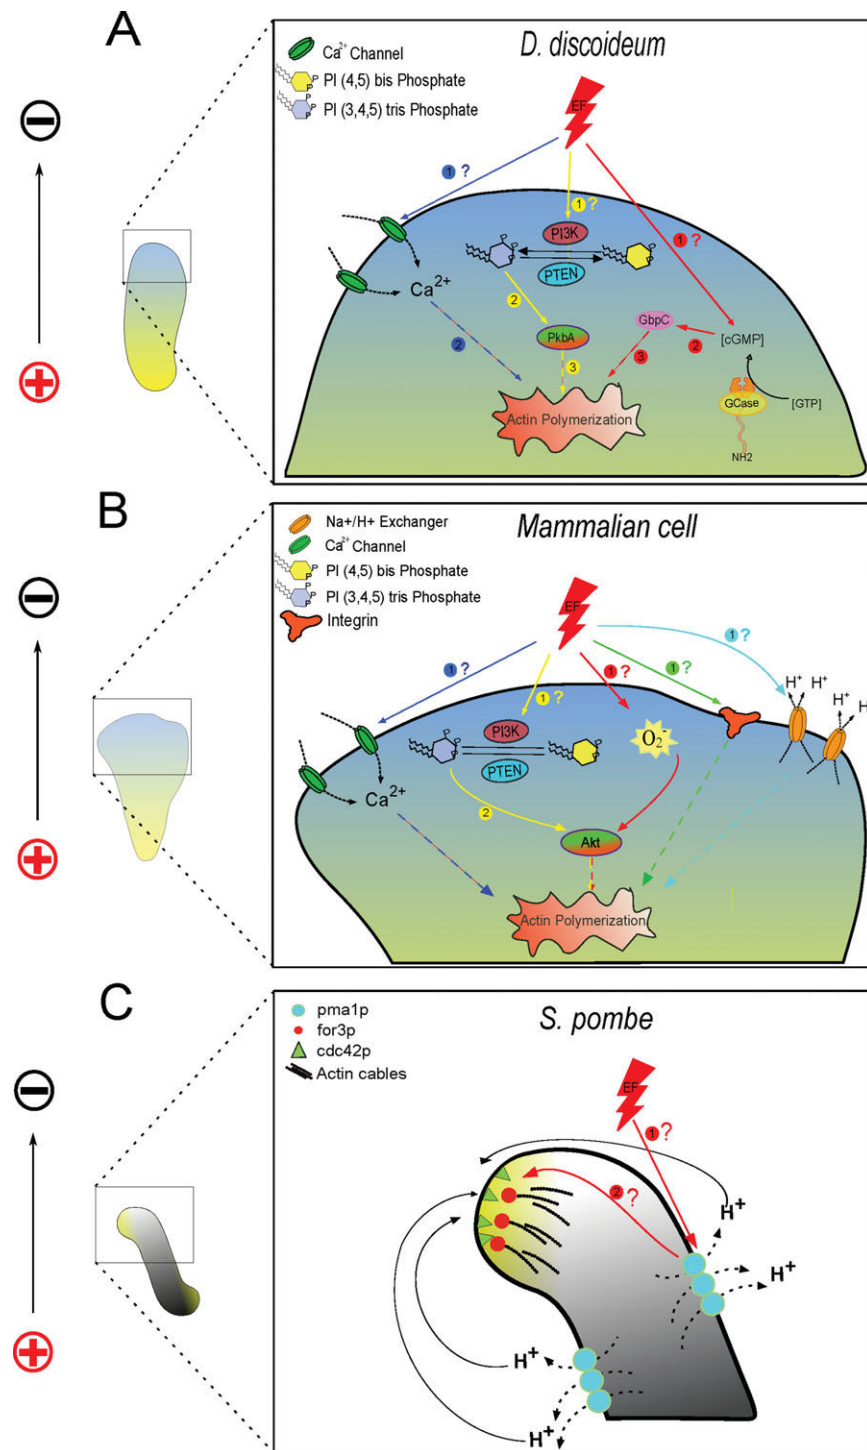 A
D. discoideum
Ca2+ Channel
PI (4,5) bis Phosphate
PI (3,4,5) tris Phosphate
P
P
P
P
P
EF
1 ?
1 ?
1 ?
PI3K
PTEN
P
P
P
P
P
Ca2+
2
2
PkbA
3
GbpC
2
[cGMP]
3
GCase
[GTP]
NH2
Actin Polymerization
B
Mammalian cell
Na+/H+ Exchanger
Ca2+ Channel
PI (4,5) bis Phosphate
PI (3,4,5) tris Phosphate
Integrin
P
P
P
P
P
EF
1 ?
1 ?
1 ?
1 ?
1 ?
H+
H+
H+
H
PI3K
PTEN
P
P
P
P
P
O2-
Ca2+
2
Akt
Actin Polymerization
C
S. pombe
pma1p
for3p
cdc42p
Actin cables
EF
1 ?
2 ?
H+
H+
H+
H+